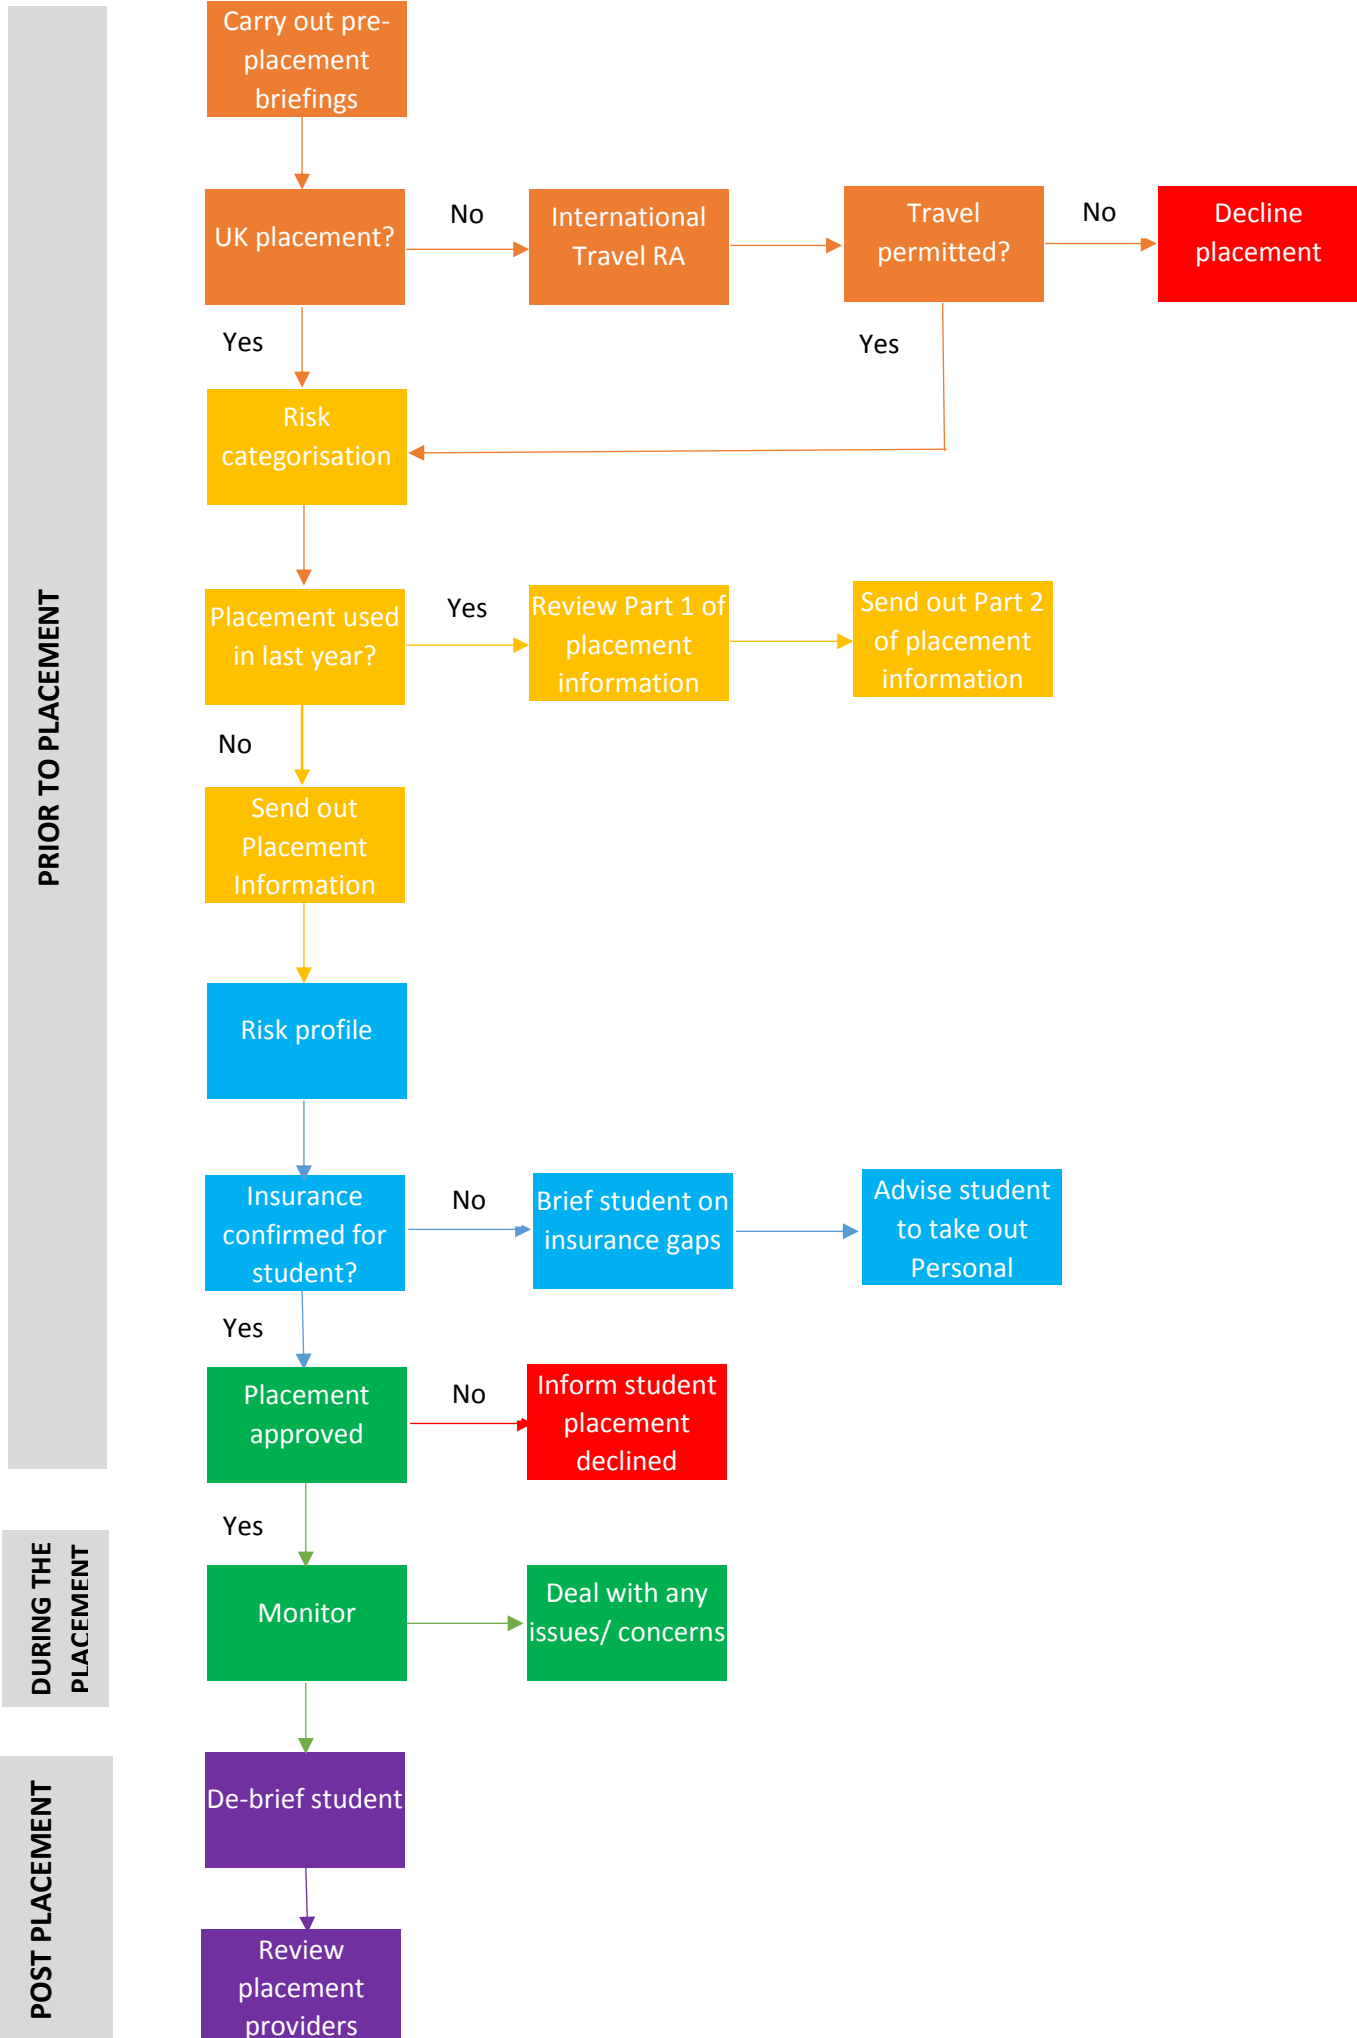 Carry out pre-
placement
briefings
UK placement?
No
International
Travel RA
Travel
permitted?
No
Decline
placement
Yes
Yes
Risk
categorisation
PRIOR TO PLACEMENT
Placement used
in last year?
Yes
Review Part 1 of
placement
information
Send out Part 2
of placement
information
No
Send out
Placement
Information
Risk profile
Insurance
confirmed for
student?
No
Brief student on
insurance gaps
Advise student
to take out
Personal
Yes
Placement
approved
No
Inform student
placement
declined
Yes
DURING THE
PLACEMENT
Monitor
Deal with any
issues/ concerns
POST PLACEMENT
De-brief student
Review
placement
providers